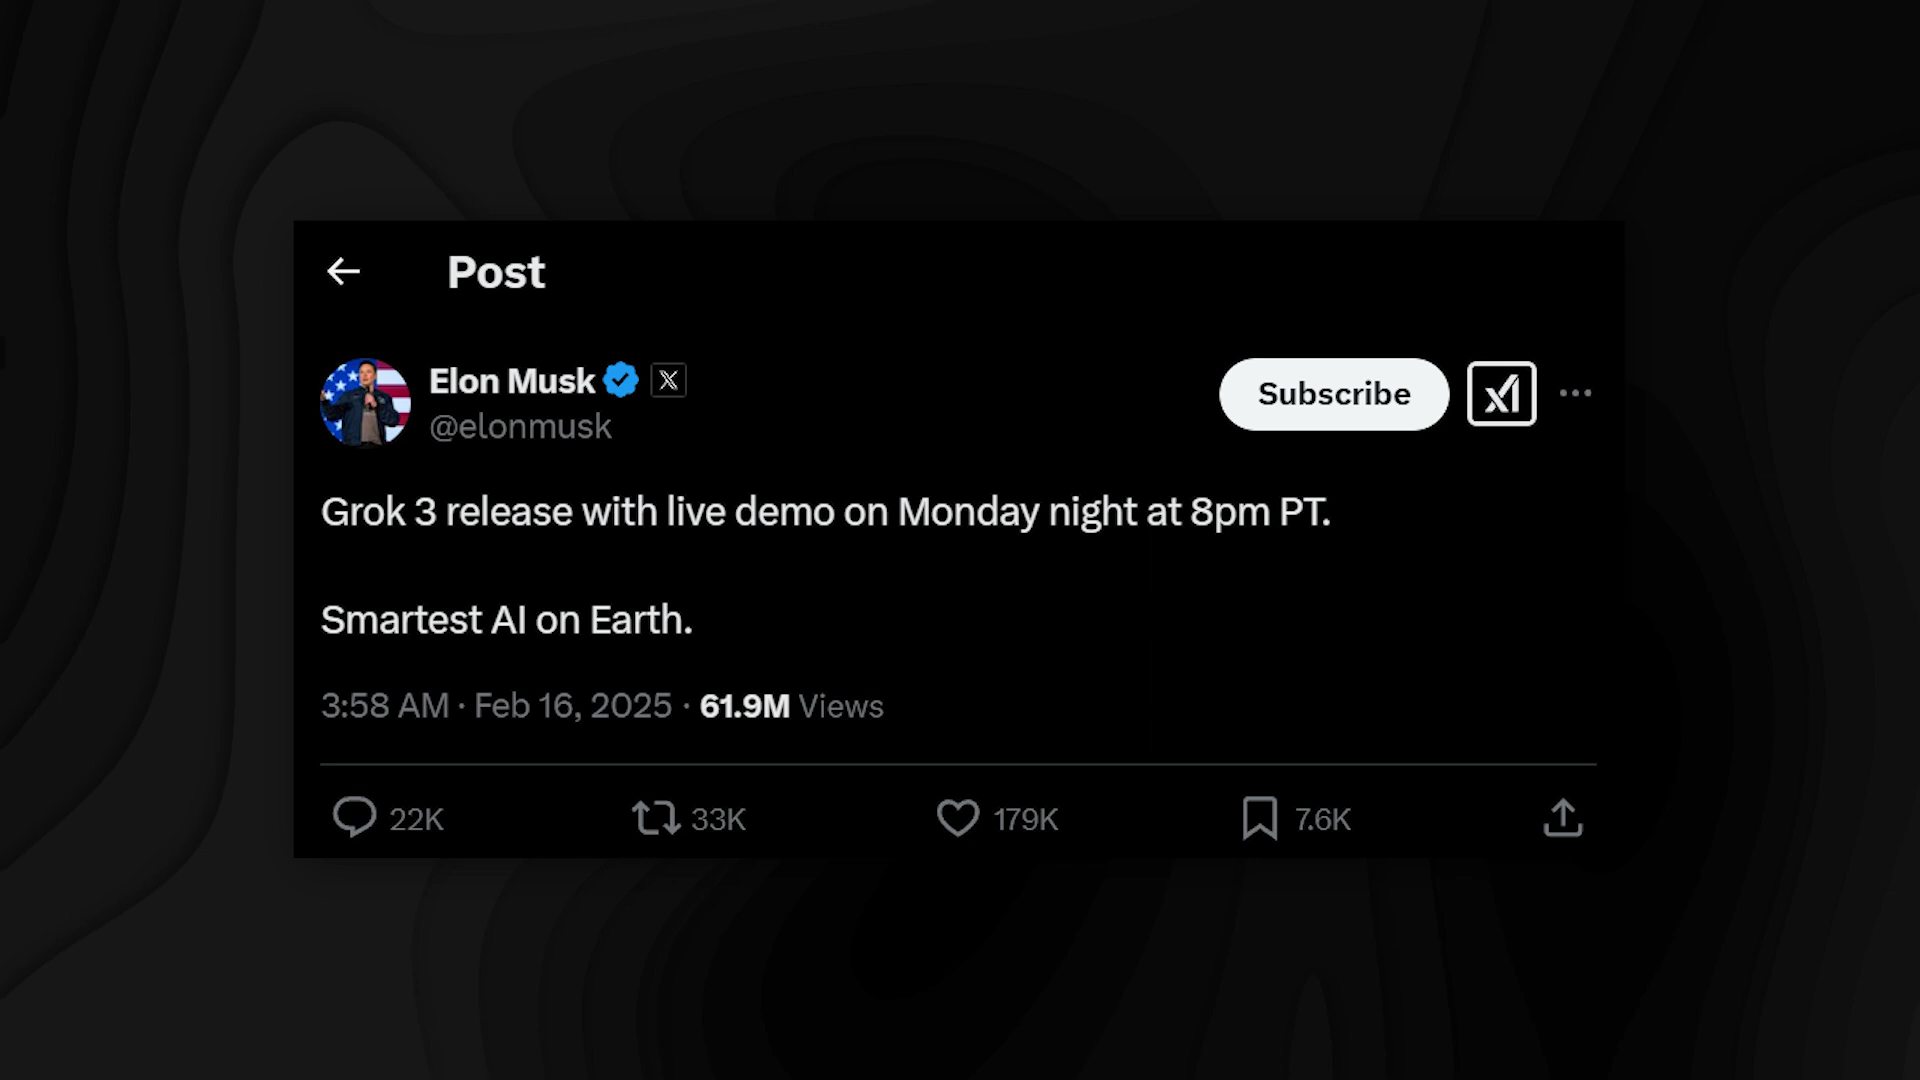 Post
Elon Musk
@elonmusk
Subscribe
Grok 3 release with live demo on Monday night at 8pm PT.
Smartest AI on Earth.
3:58 AM · Feb 16, 2025 · 61.9M Views
22K 33K 179K 7.6K